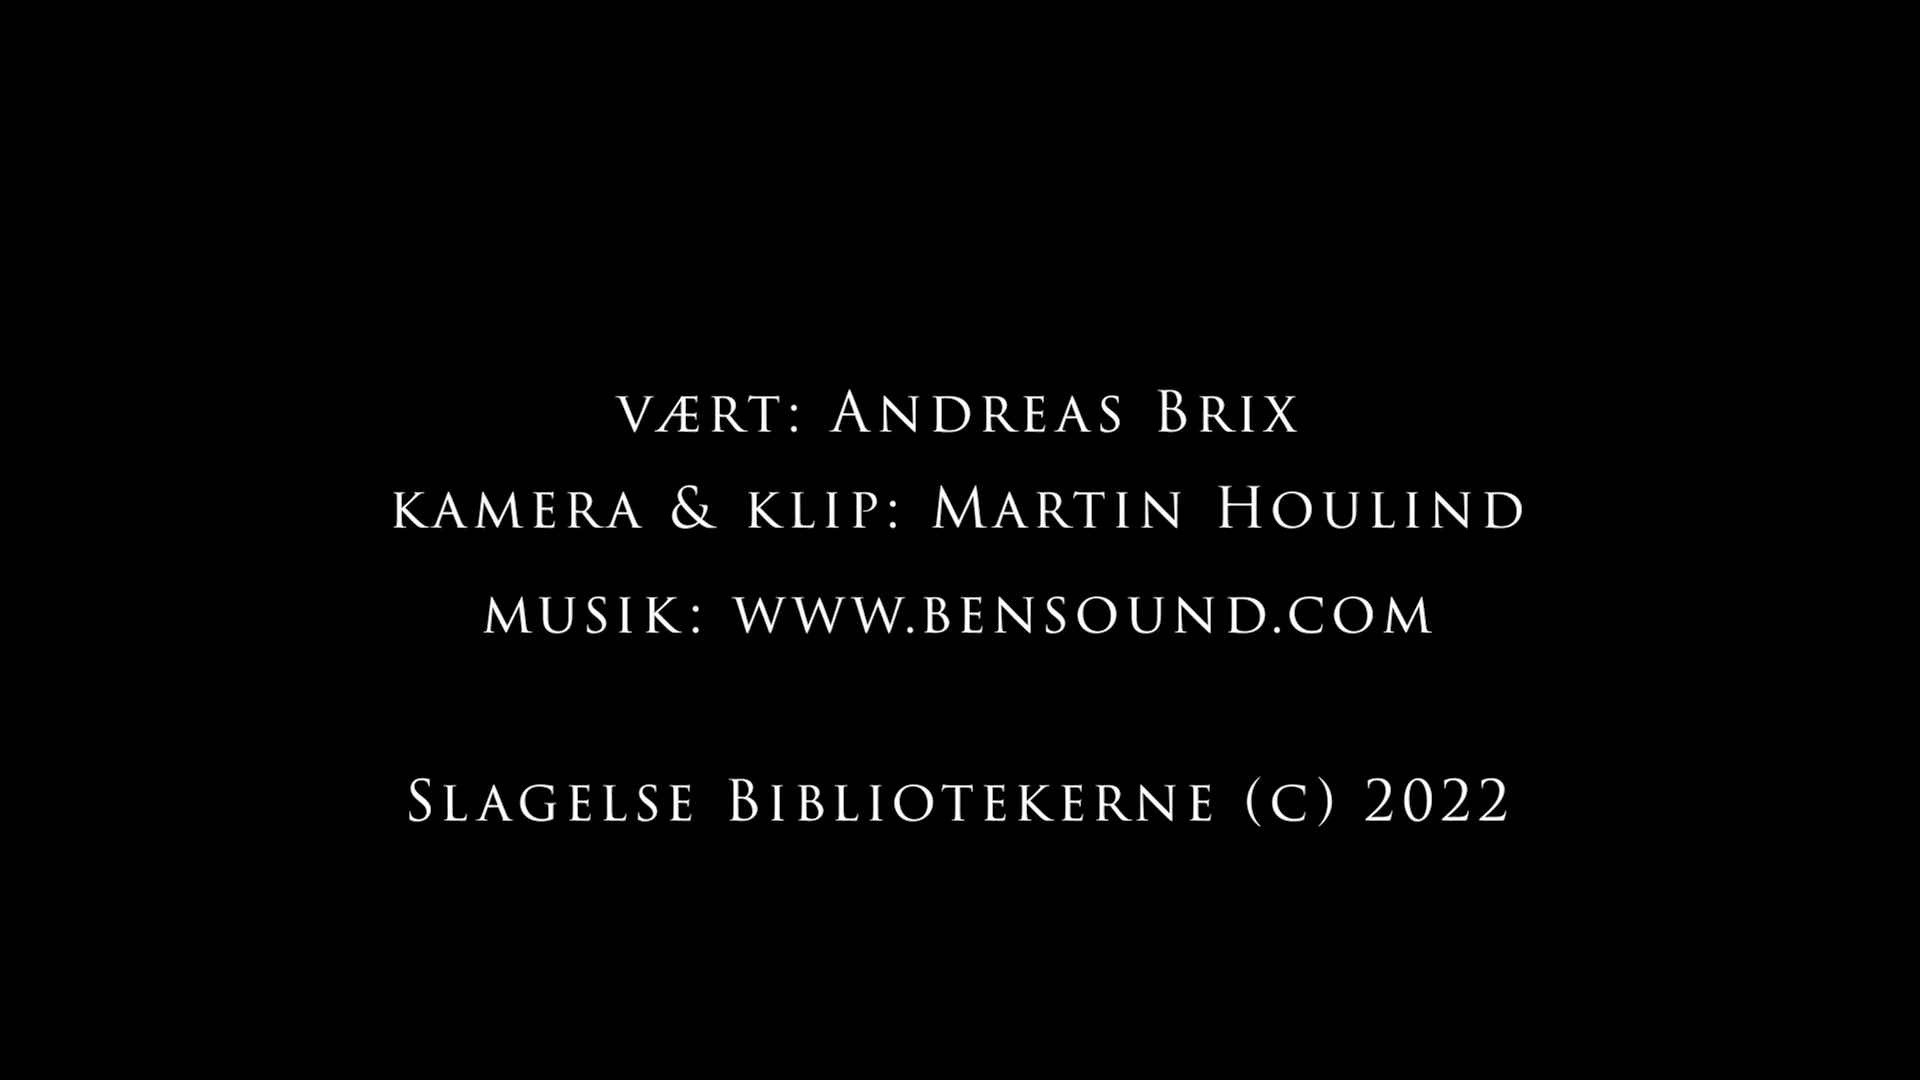 vært: Andreas Brix
kamera & klip: Martin Houlind
musik: www.bensound.com
Slagelse Bibliotekerne (c) 2022